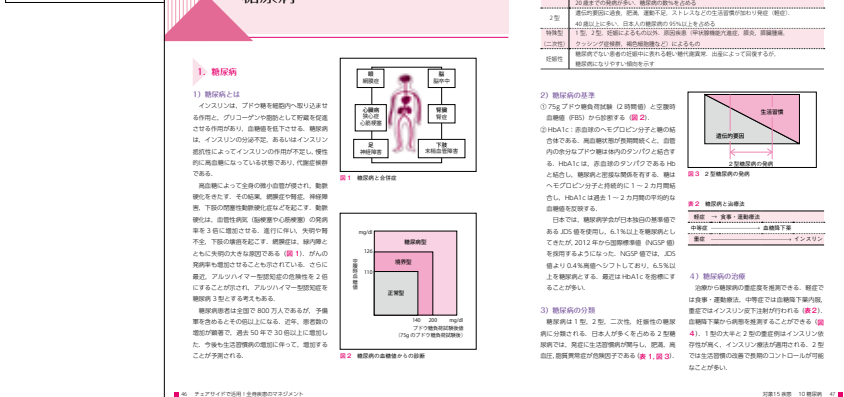 1．糖尿病
1）糖尿病とは
インスリンは，ブドウ糖を細胞内へ取り込ませ
る作用と，グリコーゲンや脂肪として貯蔵を促進
させる作用があり，血糖値を低下させる．糖尿病
は，インスリンの分泌不足，あるいはインスリン
抵抗性によってインスリンの作用が不足し，慢性
的に高血糖になっている状態であり，代謝症候群
である．
高血糖によって全身の微小血管が侵され，動脈
硬化をきたす．その結果，網膜症や腎症，神経障
害，下肢の閉塞性動脈硬化症などを起こす．動脈
硬化は，血管性病気（脳梗塞や心筋梗塞）の発病
率を 3 倍に増加させる．進行に伴い，失明や腎
不全，下肢の壊疽を起こす．網膜症は，緑内障と
ともに失明の大きな原因である（図 1）．がんの
発病率も増加させることも示されている．さらに
最近，アルツハイマー型認知症の危険性を 2 倍
にすることが示され，アルツハイマー型認知症を
糖尿病 3 型とする考えもある．
糖尿病患者は全国で 800 万人であるが，予備
軍を含めるとその倍以上になる．近年，患者数の
増加が顕著で，過去 50 年で 30 倍以上に増加し
た．今後も生活習慣病の増加に伴って，増加する
ことが予測される．
眼
網膜症
脳
脳卒中
心臓病
狭心症
心筋梗塞
腎臓
腎症
足
神経障害
下肢
末梢血管障害
図 1　糖尿病と合併症
mg/dl
126
110
空腹時血糖値
糖尿病型
境界型
正常型
140　200　mg/dl
ブドウ糖負荷試験後値
(75g のブドウ糖負荷試験後)
図 2　糖尿病の血糖値からの診断
46　チェアサイドで活用！全身疾患のマネジメント
20 歳までの発病が多い．糖尿病の数％を占める
2 型
遺伝的要因に過食，肥満，運動不足，ストレスなどの生活習慣が加わり発症（軽症）．
40 歳以上に多い．日本人の糖尿病の 95％以上を占める
特殊型
(二次性)
1 型，2 型，妊娠によるもの以外．原因疾患（甲状腺機能亢進症，膵炎，膵臓腫瘍，
クッシング症候群，褐色細胞腫など）によるもの
妊娠性
糖尿病でない患者の妊娠中に表れる軽い糖代謝異常．出産によって回復するが，
糖尿病になりやすい傾向を示す
2）糖尿病の基準
①75g ブドウ糖負荷試験（2 時間値）と空腹時
血糖値（FBS）から診断する（図 2）．
②HbA1c：赤血球のヘモグロビン分子と糖の結
合体である．高血糖状態が長期間続くと，血管
内の余分なブドウ糖は体内のタンパクと結合す
る．HbA1c は，赤血球のタンパクである Hb
と結合し，糖尿病と密接な関係を有する．糖は
ヘモグロビン分子と持続的に 1 ～ 2 カ月間結
合し，HbA1c は過去 1 ～ 2 カ月間の平均的な
血糖値を反映する．
日本では，糖尿病学会が日本独自の基準値で
ある JDS 値を使用し，6.1％以上を糖尿病とし
てきたが，2012 年から国際標準値（NGSP 値）
を採用するようになった．NGSP 値では，JDS
値より 0.4％高値へシフトしており，6.5％以
上を糖尿病とする．最近は HbA1c を指標にす
ることが多い．
3）糖尿病の分類
糖尿病は 1 型，2 型，二次性，妊娠性の糖尿
病に分類される．日本人が多くを占める 2 型糖
尿病では，発症に生活習慣病が関与し，肥満，高
血圧，脂質異常症が危険因子である（表 1，図 3）．
生活習慣
遺伝的要因
2 型糖尿病の発病
図 3　2 型糖尿病の発病
表 2　糖尿病と治療法
軽症 → 食事・運動療法
中等症 → 血糖降下薬
重症 → インスリン
4）糖尿病の治療
治療から糖尿病の重症度を推測できる．軽症で
は食事・運動療法，中等症では血糖降下薬内服，
重症ではインスリン皮下注射が行われる（表 2）．
血糖降下薬から病態を推測することができる（図
4）．1 型の大半と 2 型の重症例はインスリン依
存性が高く，インスリン療法が適用される．2 型
では生活習慣の改善で長期のコントロールが可能
なことが多い．
対策15 疾患　10 糖尿病　47